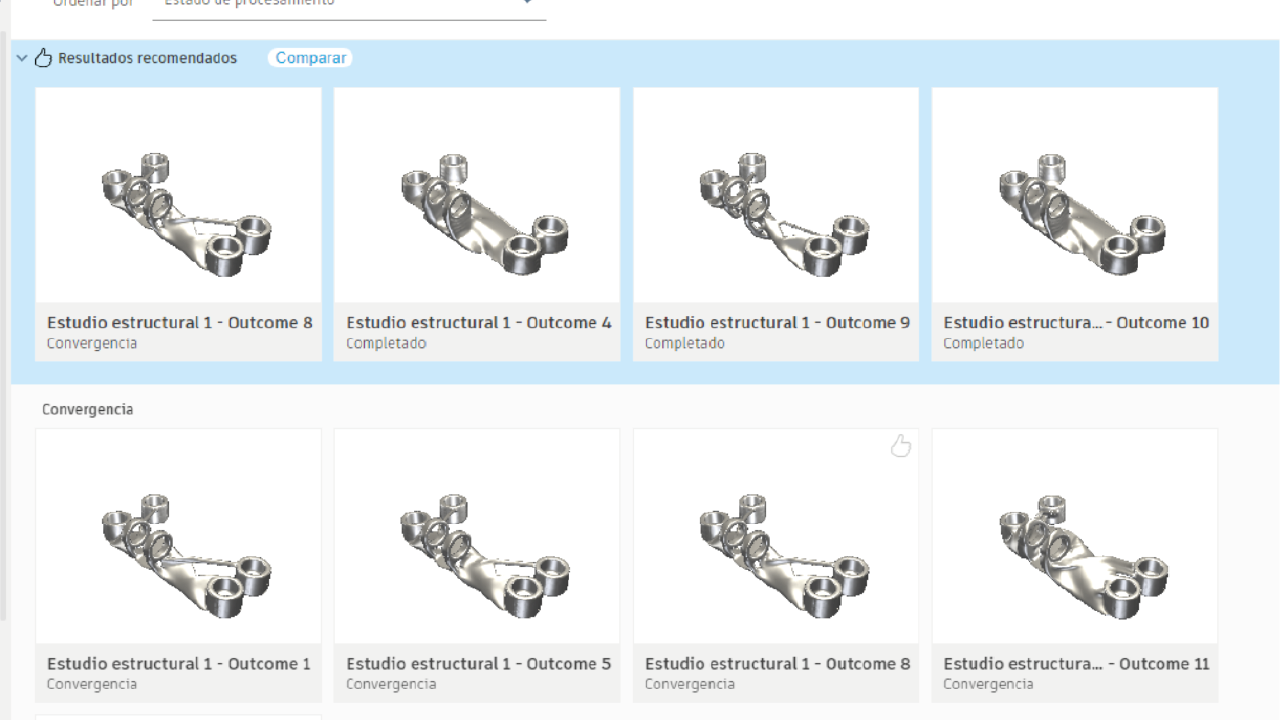 Ordenar por Estado de procesamiento
Resultados recomendados Comparar
Estudio estructural 1 - Outcome 8
Convergencia
Estudio estructural 1 - Outcome 4
Completado
Estudio estructural 1 - Outcome 9
Completado
Estudio estructura... - Outcome 10
Completado
Convergencia
Estudio estructural 1 - Outcome 1
Convergencia
Estudio estructural 1 - Outcome 5
Convergencia
Estudio estructural 1 - Outcome 8
Convergencia
Estudio estructura... - Outcome 11
Convergencia